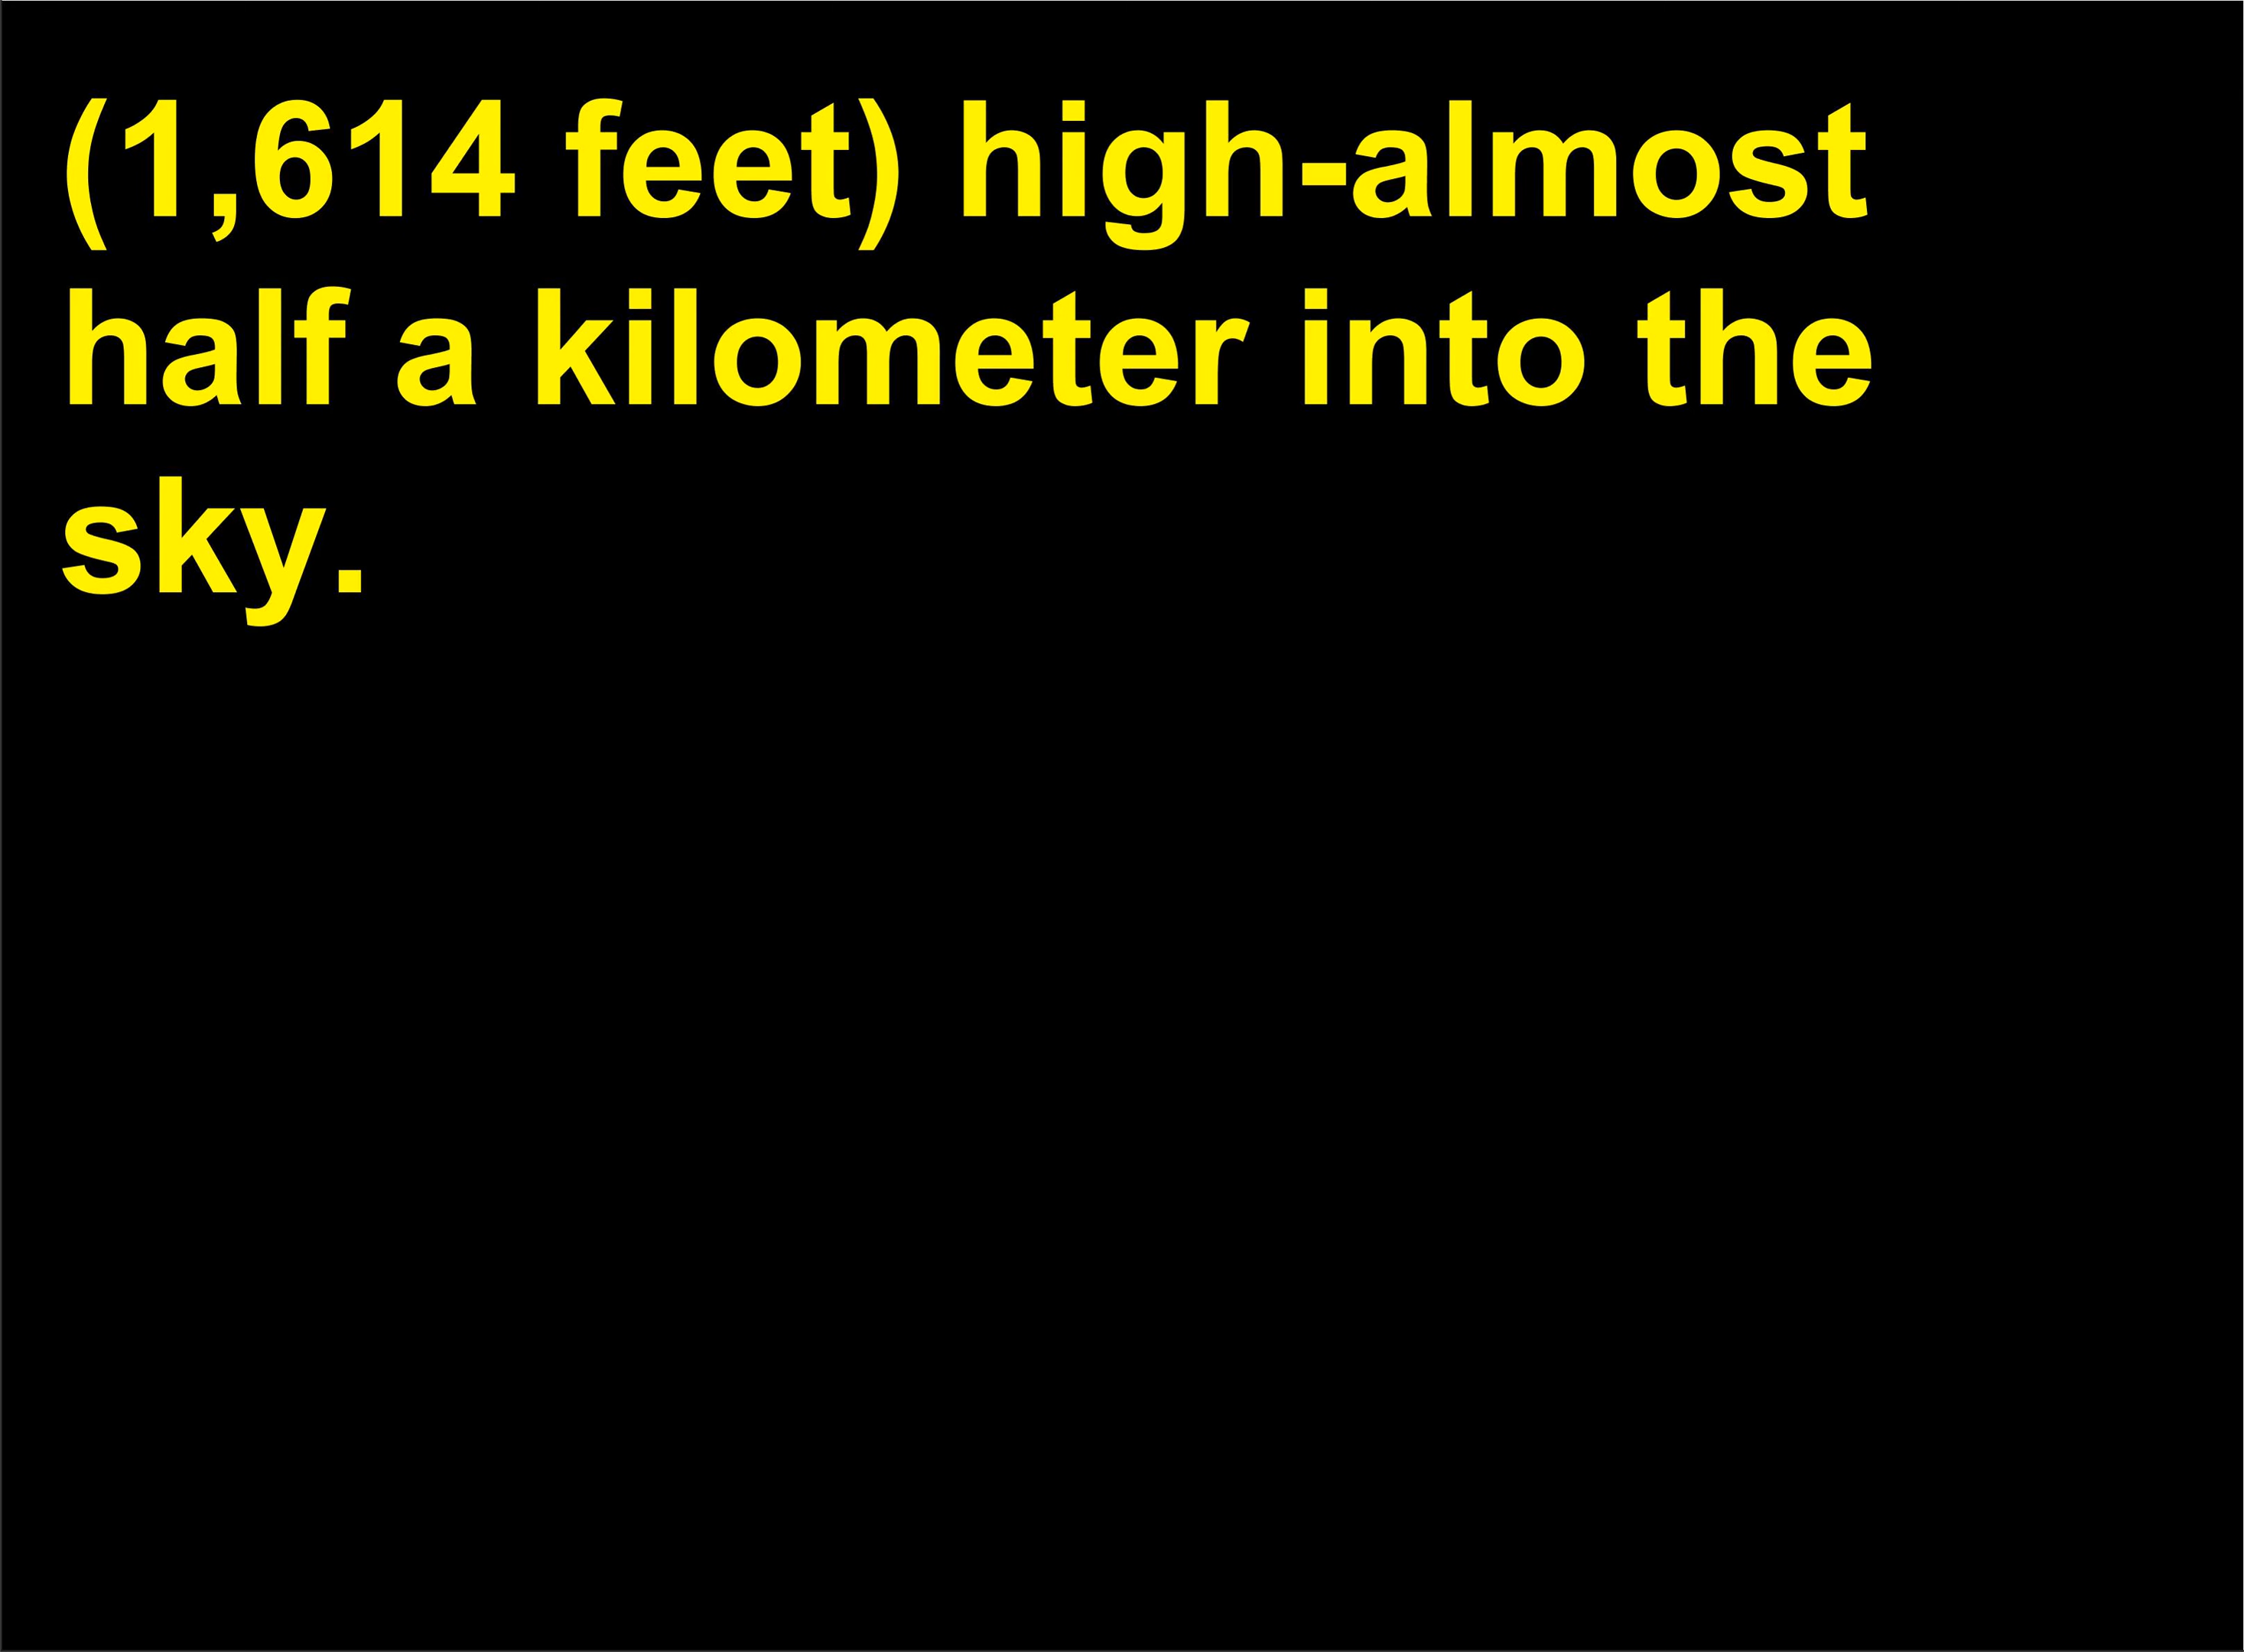 (1,614 feet) high-almost
half a kilometer into the
sky.